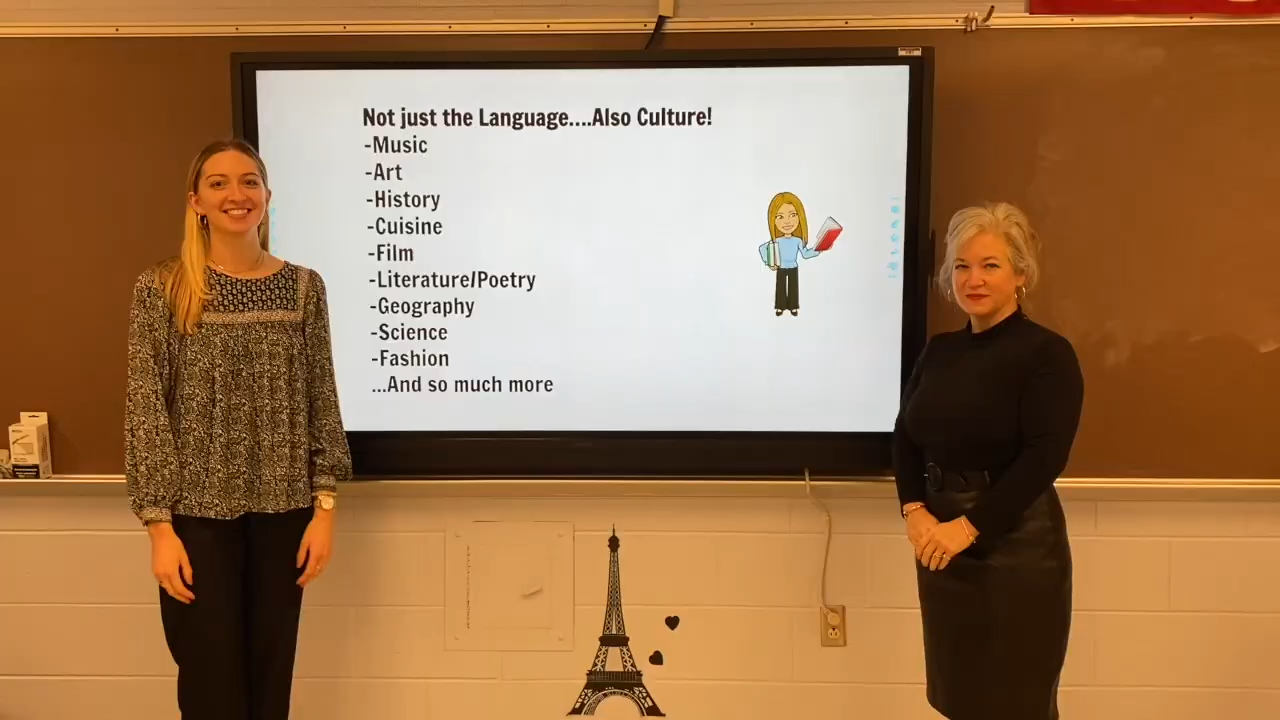 Not just the Language....Also Culture!
-Music
-Art
-History
-Cuisine
-Film
-Literature/Poetry
-Geography
-Science
-Fashion
...And so much more